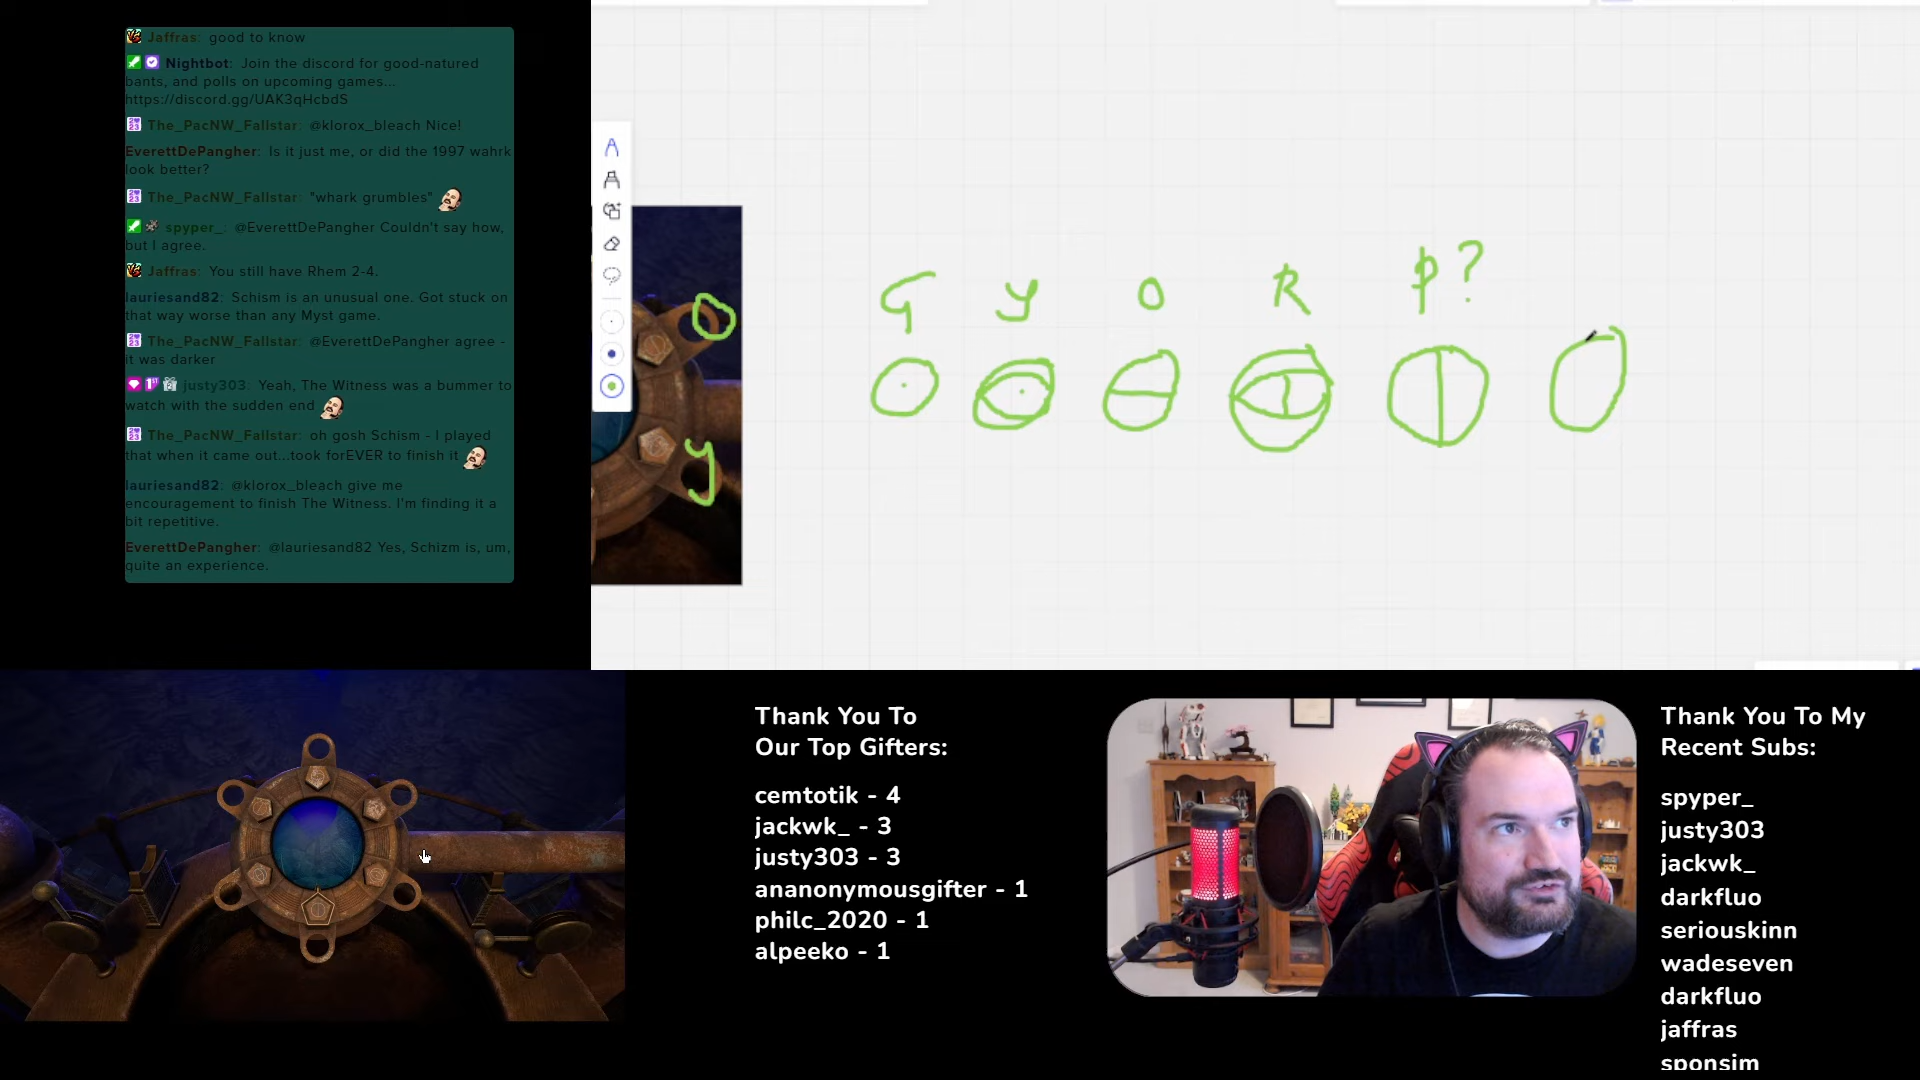 Jaffras: good to know
Nightbot: Join the discord for good-natured
bants, and polls on upcoming games...
https://discord.gg/UAK3qHcbdS
The_PacNW_Fallstar: @klorox_bleach Nice!
EverettDePangher: Is it just me, or did the 1997 wahrk
look better?
The_PacNW_Fallstar: "whark grumbles"
spyper_: @EverettDePangher Couldn't say how,
but I agree.
Jaffras: You still have Rhem 2-4.
lauriesand82: Schism is an unusual one. Got stuck on
that way worse than any Myst game.
The_PacNW_Fallstar: @EverettDePangher agree -
it was darker
justy303: Yeah, The Witness was a bummer to
watch with the sudden end
The_PacNW_Fallstar: oh gosh Schism - I played
that when it came out...took forEVER to finish it
lauriesand82: @klorox_bleach give me
encouragement to finish The Witness. I'm finding it a
bit repetitive.
EverettDePangher: @lauriesand82 Yes, Schizm is, um,
quite an experience.
G y O R P?
O
y
Thank You To
Our Top Gifters:
cemtotik - 4
jackwk_ - 3
justy303 - 3
ananonymousgifter - 1
philc_2020 - 1
alpeeko - 1
Thank You To My
Recent Subs:
spyper_
justy303
jackwk_
darkfluo
seriouskinn
wadeseven
darkfluo
jaffras
sponsim